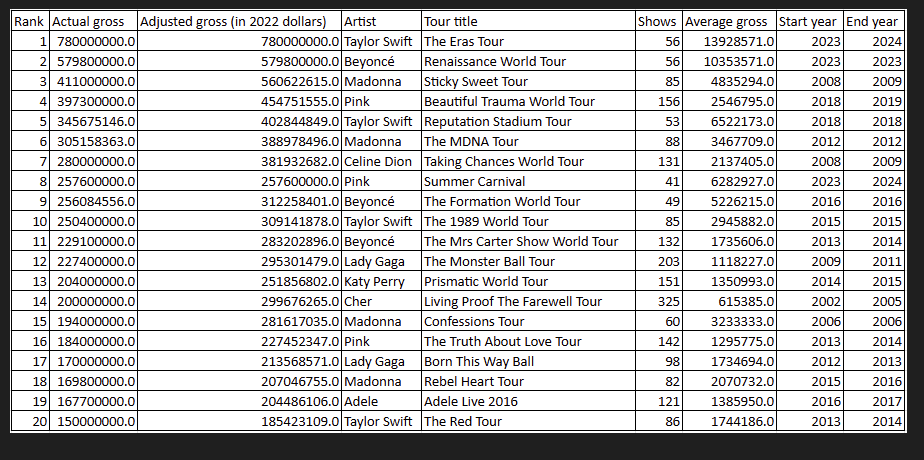 Rank Actual gross Adjusted gross (in 2022 dollars) Artist Tour title Shows Average gross Start year End year
1 780000000.0 780000000.0 Taylor Swift The Eras Tour 56 13928571.0 2023 2024
2 579800000.0 579800000.0 Beyoncé Renaissance World Tour 56 10353571.0 2023 2023
3 411000000.0 560622615.0 Madonna Sticky Sweet Tour 85 4835294.0 2008 2009
4 397300000.0 454751555.0 Pink Beautiful Trauma World Tour 156 2546795.0 2018 2019
5 345675146.0 402844849.0 Taylor Swift Reputation Stadium Tour 53 6522173.0 2018 2018
6 305158363.0 388978496.0 Madonna The MDNA Tour 88 3467709.0 2012 2012
7 280000000.0 381932682.0 Celine Dion Taking Chances World Tour 131 2137405.0 2008 2009
8 257600000.0 257600000.0 Pink Summer Carnival 41 6282927.0 2023 2024
9 256084556.0 312258401.0 Beyoncé The Formation World Tour 49 5226215.0 2016 2016
10 250400000.0 309141878.0 Taylor Swift The 1989 World Tour 85 2945882.0 2015 2015
11 229100000.0 283202896.0 Beyoncé The Mrs Carter Show World Tour 132 1735606.0 2013 2014
12 227400000.0 295301479.0 Lady Gaga The Monster Ball Tour 203 1118227.0 2009 2011
13 204000000.0 251856802.0 Katy Perry Prismatic World Tour 151 1350993.0 2014 2015
14 200000000.0 299676265.0 Cher Living Proof The Farewell Tour 325 615385.0 2002 2005
15 194000000.0 281617035.0 Madonna Confessions Tour 60 3233333.0 2006 2006
16 184000000.0 227452347.0 Pink The Truth About Love Tour 142 1295775.0 2013 2014
17 170000000.0 213568571.0 Lady Gaga Born This Way Ball 98 1734694.0 2012 2013
18 169800000.0 207046755.0 Madonna Rebel Heart Tour 82 2070732.0 2015 2016
19 167700000.0 204486106.0 Adele Adele Live 2016 121 1385950.0 2016 2017
20 150000000.0 185423109.0 Taylor Swift The Red Tour 86 1744186.0 2013 2014